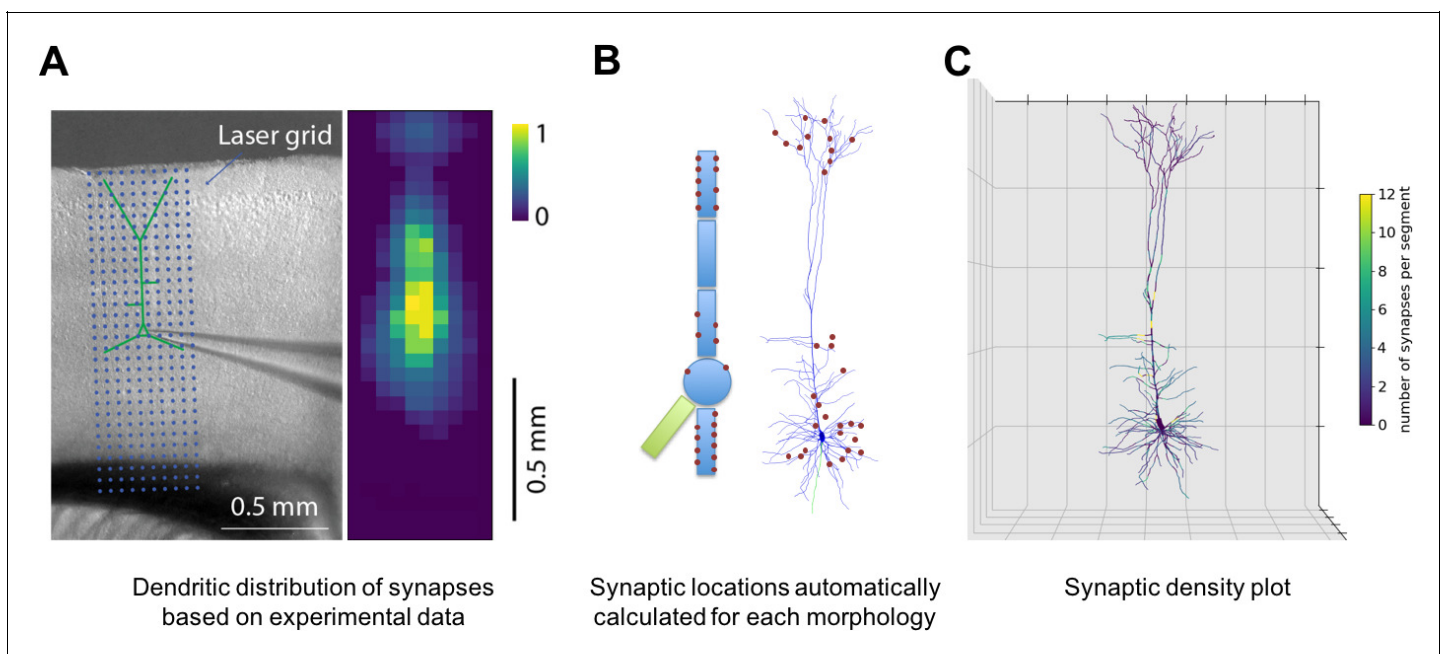 A
Laser grid
0.5 mm
1
0
0.5 mm
Dendritic distribution of synapses
based on experimental data
B
Synaptic locations automatically
calculated for each morphology
C
12
10
8
6
4
2
0
number of synapses per segment
Synaptic density plot